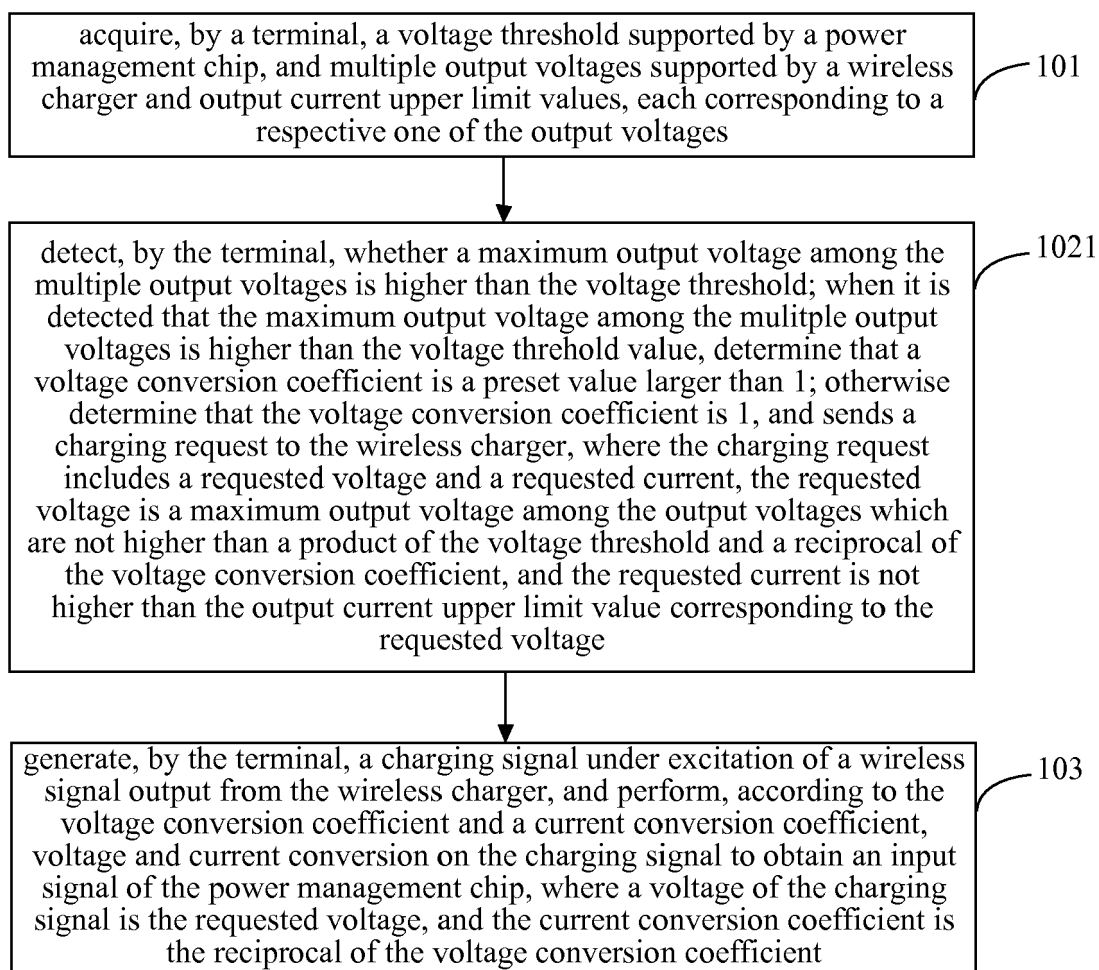 acquire, by a terminal, a voltage threshold supported by a power
management chip, and multiple output voltages supported by a wireless
charger and output current upper limit values, each corresponding to a
respective one of the output voltages
101
detect, by the terminal, whether a maximum output voltage among the
multiple output voltages is higher than the voltage threshold; when it is
detected that the maximum output voltage among the mulitple output
voltages is higher than the voltage threhold value, determine that a
voltage conversion coefficient is a preset value larger than 1; otherwise
determine that the voltage conversion coefficient is 1, and sends a
charging request to the wireless charger, where the charging request
includes a requested voltage and a requested current, the requested
voltage is a maximum output voltage among the output voltages which
are not higher than a product of the voltage threshold and a reciprocal of
the voltage conversion coefficient, and the requested current is not
higher than the output current upper limit value corresponding to the
requested voltage
1021
generate, by the terminal, a charging signal under excitation of a wireless
signal output from the wireless charger, and perform, according to the
voltage conversion coefficient and a current conversion coefficient,
voltage and current conversion on the charging signal to obtain an input
signal of the power management chip, where a voltage of the charging
signal is the requested voltage, and the current conversion coefficient is
the reciprocal of the voltage conversion coefficient
103